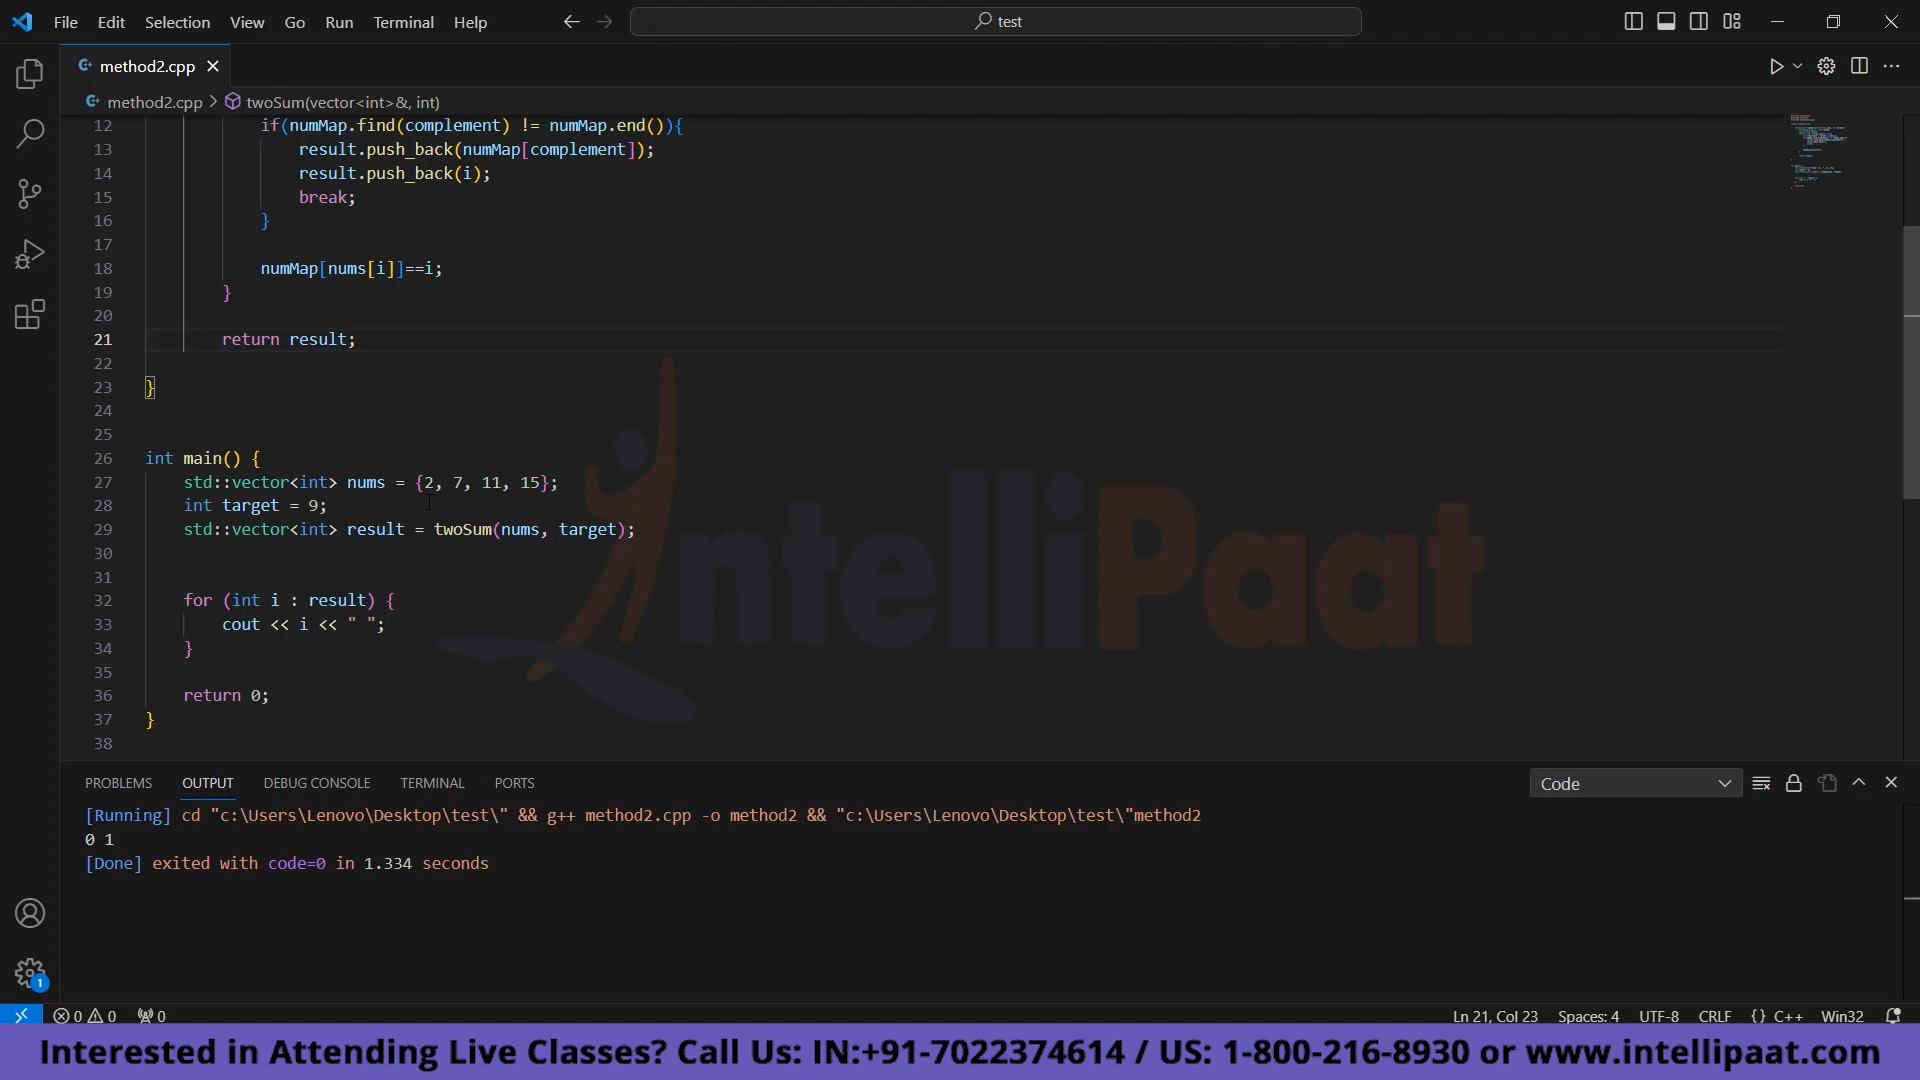 File Edit Selection View Go Run Terminal Help test
method2.cpp
method2.cpp > twoSum(vector<int>&, int)
12 if(numMap.find(complement) != numMap.end()){
13 result.push_back(numMap[complement]);
14 result.push_back(i);
15 break;
16 }
17
18 numMap[nums[i]]==i;
19 }
20
21 return result;
22
23 }
24
25
26 int main() {
27 std::vector<int> nums = {2, 7, 11, 15};
28 int target = 9;
29 std::vector<int> result = twoSum(nums, target);
30
31
32 for (int i : result) {
33 cout << i << " ";
34 }
35
36 return 0;
37 }
38
IntelliPaat
PROBLEMS OUTPUT DEBUG CONSOLE TERMINAL PORTS Code
[Running] cd "c:\Users\Lenovo\Desktop\test\" && g++ method2.cpp -o method2 && "c:\Users\Lenovo\Desktop\test\"method2
0 1
[Done] exited with code=0 in 1.334 seconds
1
0 0 0 Ln 21, Col 23 Spaces: 4 UTF-8 CRLF {} C++ Win32
Interested in Attending Live Classes? Call Us: IN:+91-7022374614 / US: 1-800-216-8930 or www.intellipaat.com